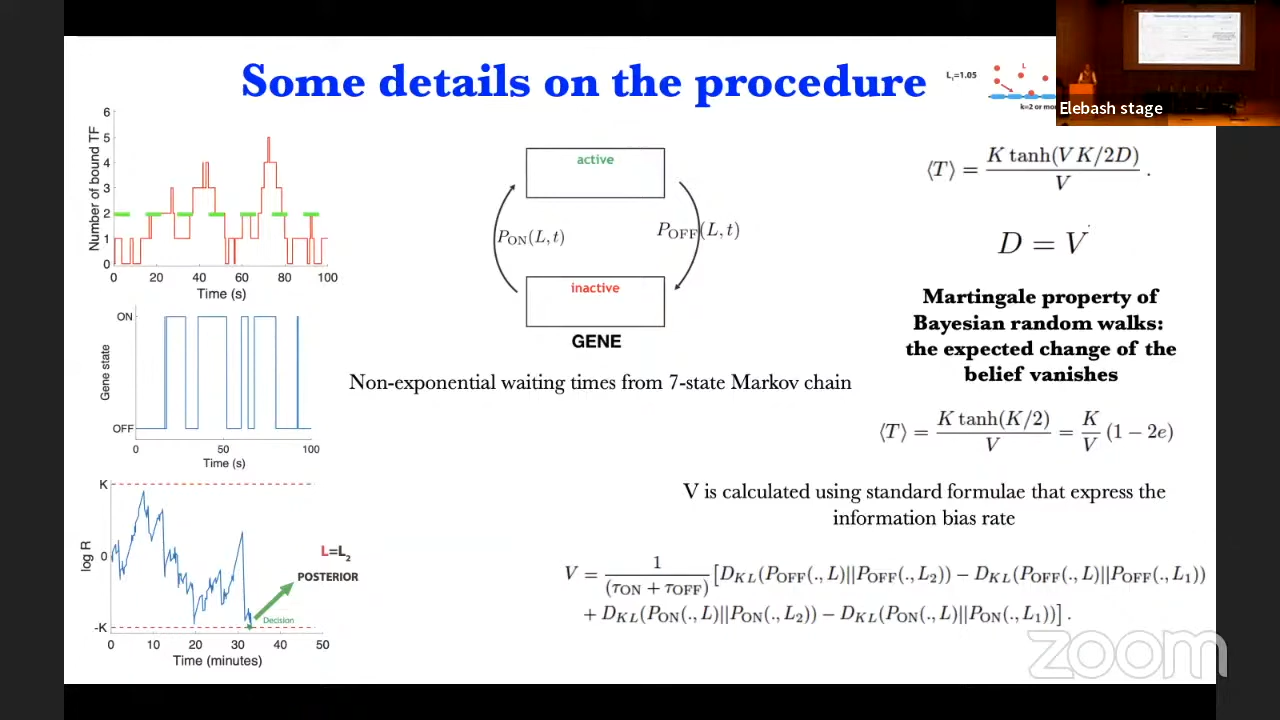 Some details on the procedure
L₁=1.05
L
k=2 or mor
Elebash stage
Number of bound TF
6
5
4
3
2
1
0
0 20 40 60 80 100
Time (s)
active
P_ON(L, t)
P_OFF(L, t)
inactive
GENE
⟨T⟩ = K tanh(V K/2D) / V .
D = V
Martingale property of
Bayesian random walks:
the expected change of the
belief vanishes
Gene state
ON
OFF
0 50 100
Time (s)
Non-exponential waiting times from 7-state Markov chain
⟨T⟩ = K tanh(K/2) / V = K/V (1 − 2e)
log R
K
0
-K
L=L₂
POSTERIOR
Decision
0 10 20 30 40 50
Time (minutes)
V is calculated using standard formulae that express the
information bias rate
V = 1/(τ_ON + τ_OFF) [D_KL(P_OFF(., L)||P_OFF(., L₂)) − D_KL(P_OFF(., L)||P_OFF(., L₁))
+ D_KL(P_ON(., L)||P_ON(., L₂)) − D_KL(P_ON(., L)||P_ON(., L₁))] .
zoom